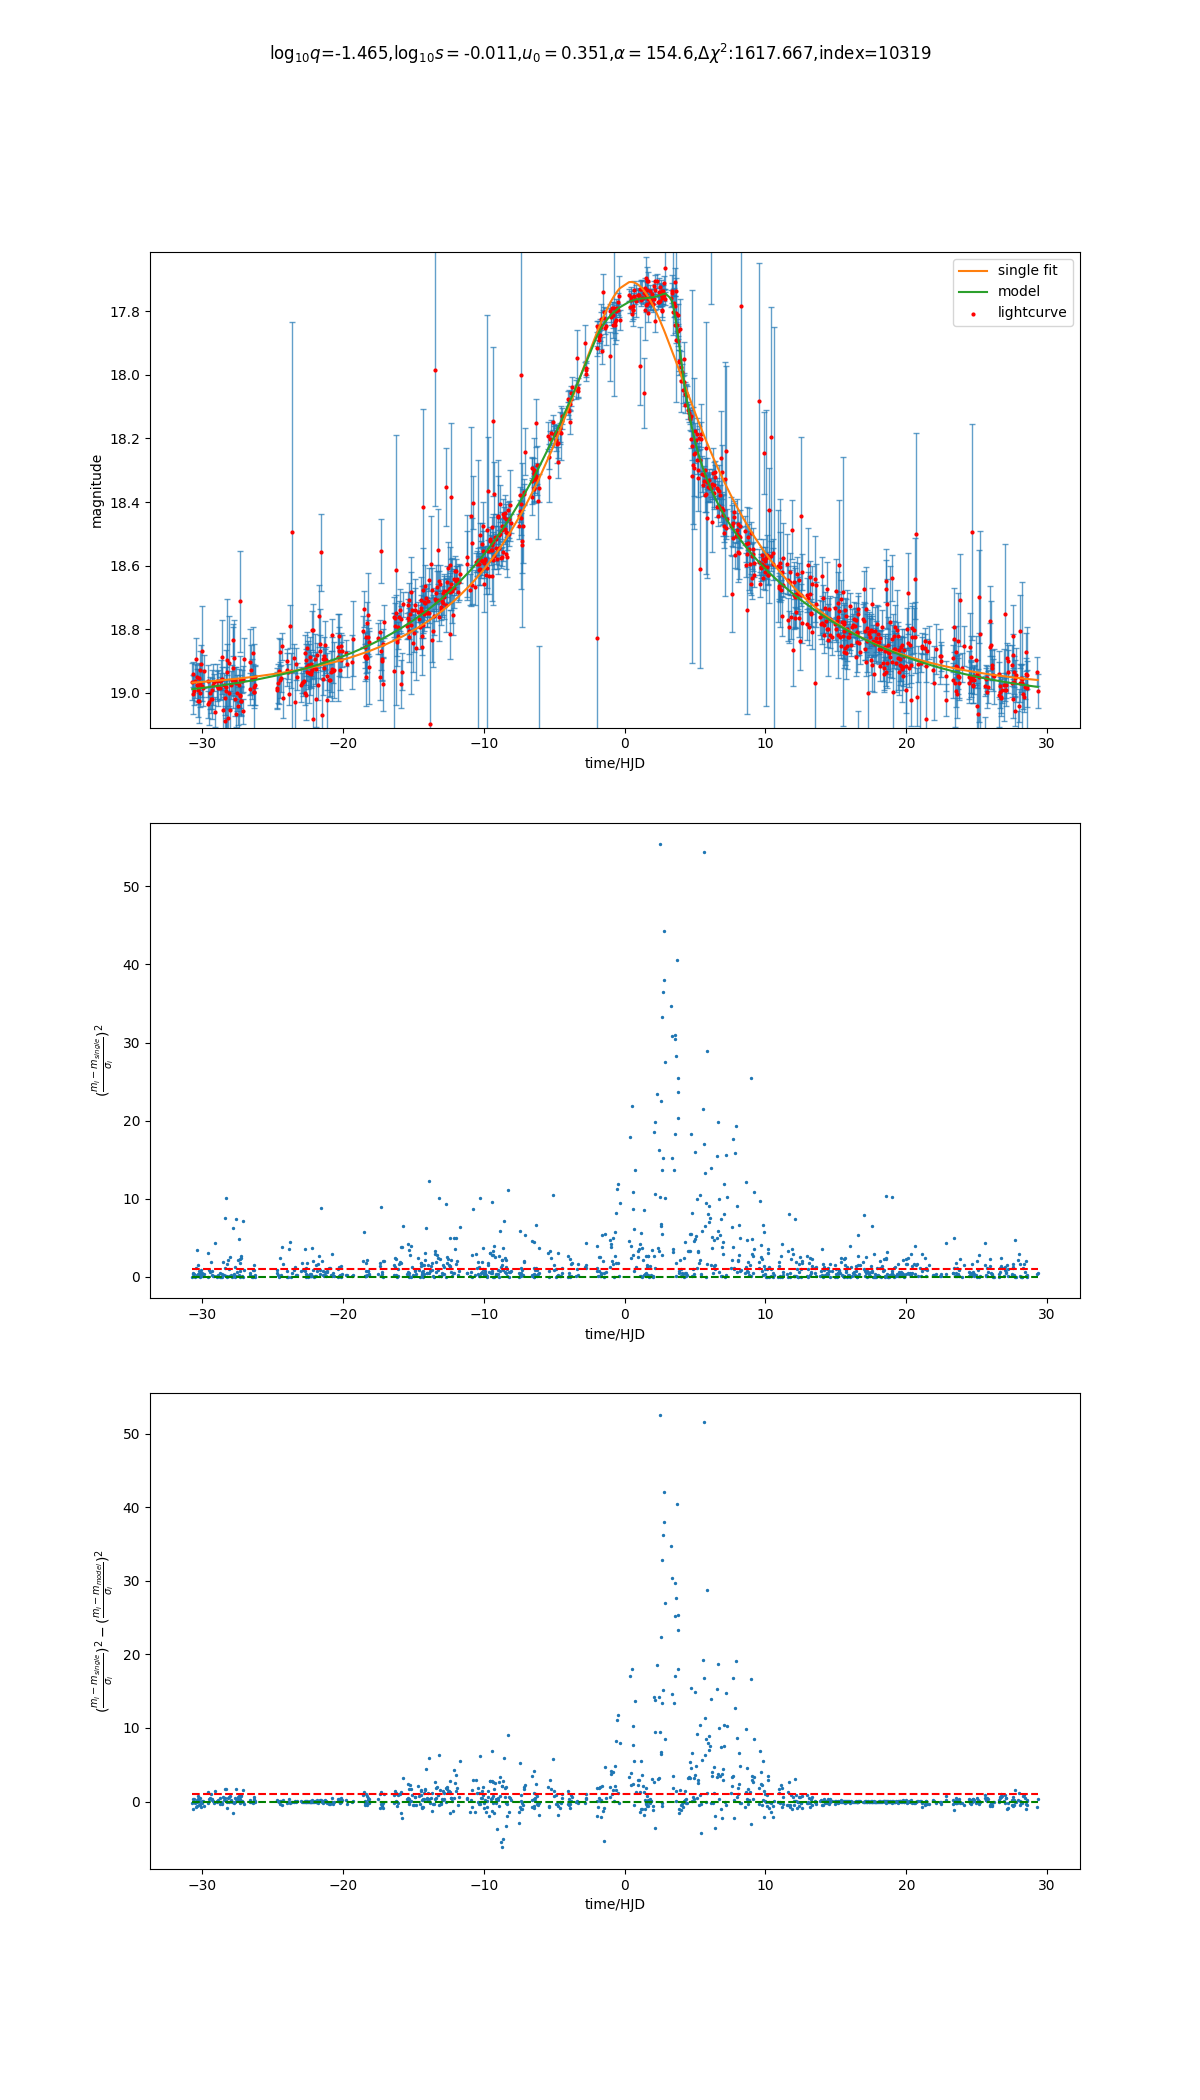 log₁₀q=-1.465,log₁₀s = -0.011,u₀ = 0.351,α = 154.6,Δχ²:1617.667,index=10319
single fit
model
lightcurve
magnitude
17.8
18.0
18.2
18.4
18.6
18.8
19.0
−30 −20 −10 0 10 20 30
time/HJD
(mᵢ − m_single / σᵢ)²
50
40
30
20
10
0
−30 −20 −10 0 10 20 30
time/HJD
(mᵢ − m_single / σᵢ)² − (mᵢ − m_model / σᵢ)²
50
40
30
20
10
0
−30 −20 −10 0 10 20 30
time/HJD